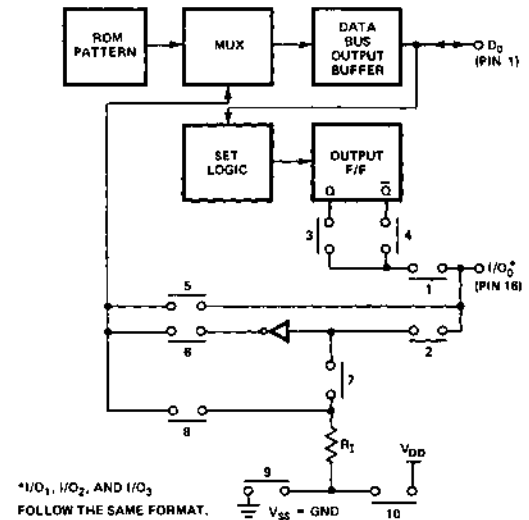 ROM
PATTERN
MUX
DATA
BUS
OUTPUT
BUFFER
D0
(PIN 1)
SET
LOGIC
OUTPUT
F/F
Q
Q̅
3
4
1
I/O0*
(PIN 16)
5
6
2
7
8
RI
VDD
9
VSS = GND
10
*I/O1, I/O2, AND I/O3
FOLLOW THE SAME FORMAT.